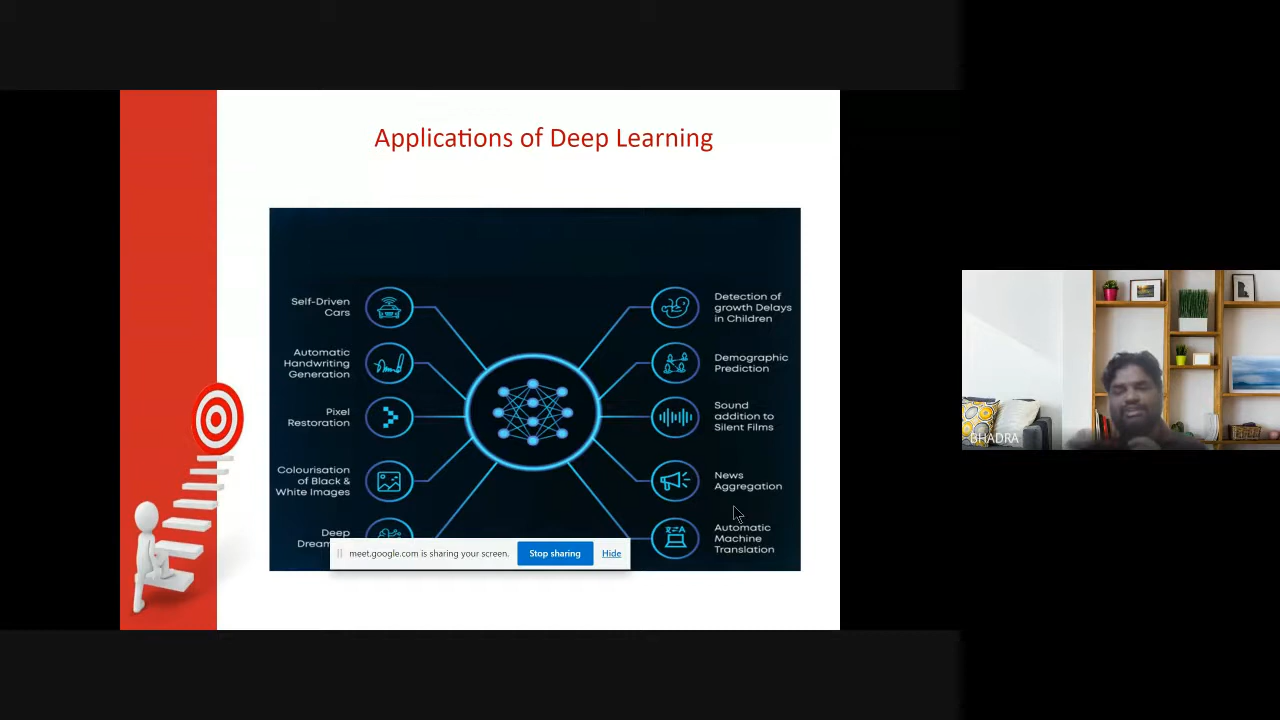 Applications of Deep Learning
Self-Driven
Cars
Automatic
Handwriting
Generation
Pixel
Restoration
Colourisation
of Black &
White Images
Deep
Detection of
growth Delays
in Children
Demographic
Prediction
Sound
addition to
Silent Films
News
Aggregation
Automatic
Machine
Translation
meet.google.com is sharing your screen.
Stop sharing
Hide
BHADRA